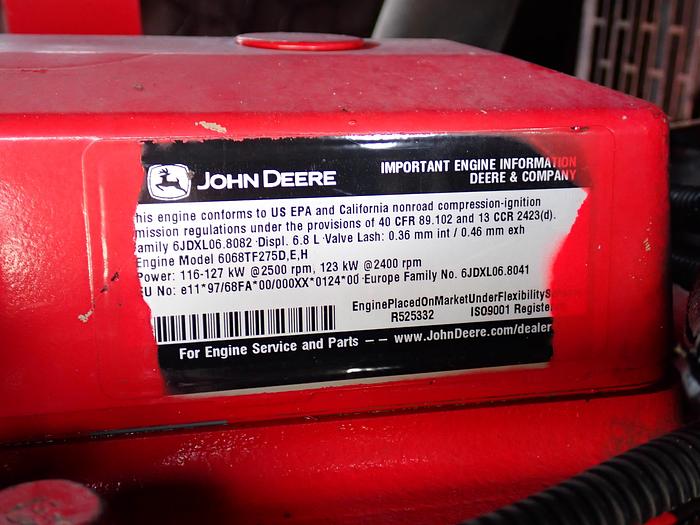 JOHN DEERE
IMPORTANT ENGINE INFORMATION
DEERE & COMPANY
his engine conforms to US EPA and California nonroad compression-ignition
mission regulations under the provisions of 40 CFR 89.102 and 13 CCR 2423(d).
amily 6JDXL06.8082 Displ. 6.8 L Valve Lash: 0.36 mm int / 0.46 mm exh
Engine Model 6068TF275D,E,H
Power: 116-127 kW @2500 rpm, 123 kW @2400 rpm
EU No: e11*97/68FA*00/000XX*0124*00 Europe Family No. 6JDXL06.8041
EnginePlacedOnMarketUnderFlexibilityS
R525332 ISO9001 Registe
For Engine Service and Parts -- www.JohnDeere.com/dealer